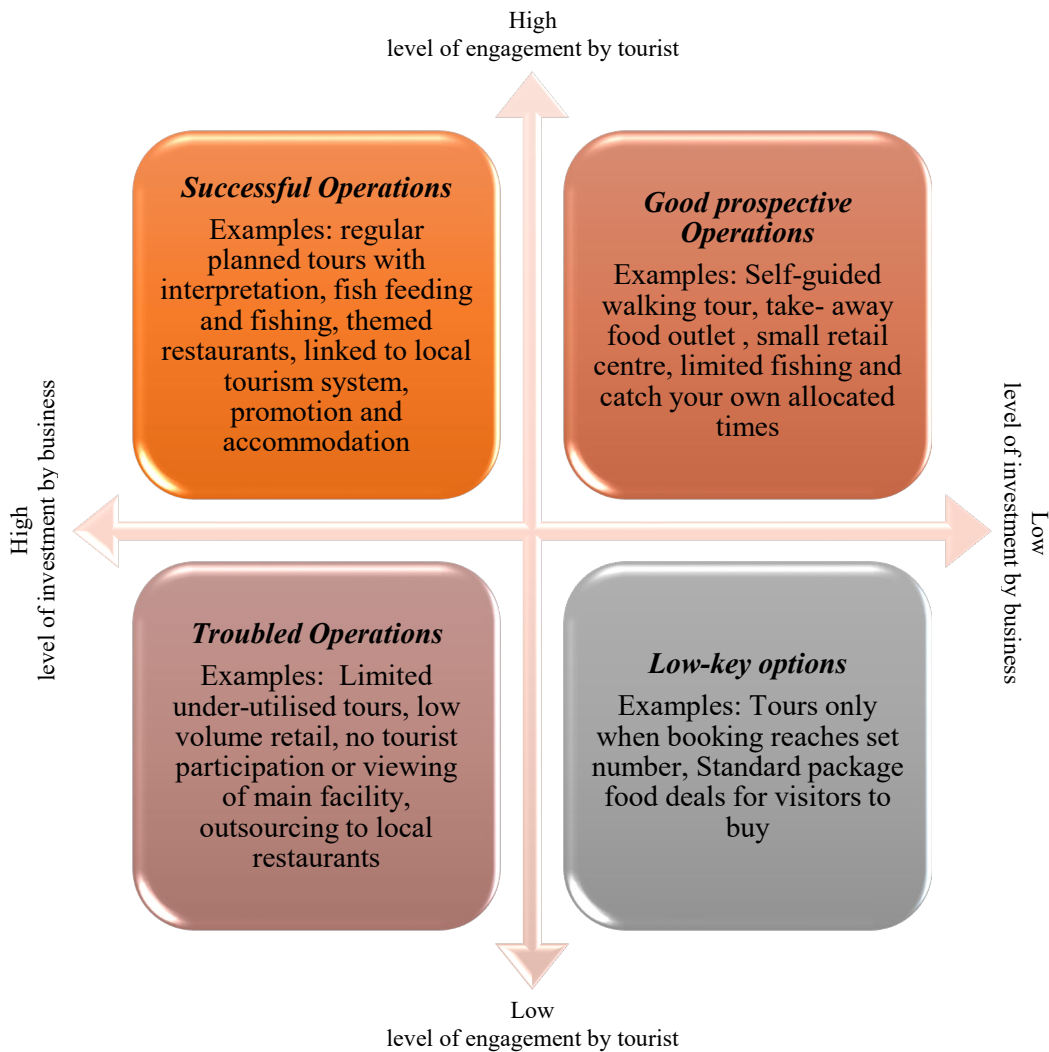 High
level of engagement by tourist
Successful Operations
Examples: regular
planned tours with
interpretation, fish feeding
and fishing, themed
restaurants, linked to local
tourism system,
promotion and
accommodation
Good prospective
Operations
Examples: Self-guided
walking tour, take- away
food outlet , small retail
centre, limited fishing and
catch your own allocated
times
High
level of investment by business
Low
level of investment by business
Troubled Operations
Examples:  Limited
under-utilised tours, low
volume retail, no tourist
participation or viewing
of main facility,
outsourcing to local
restaurants
Low-key options
Examples: Tours only
when booking reaches set
number, Standard package
food deals for visitors to
buy
Low
level of engagement by tourist